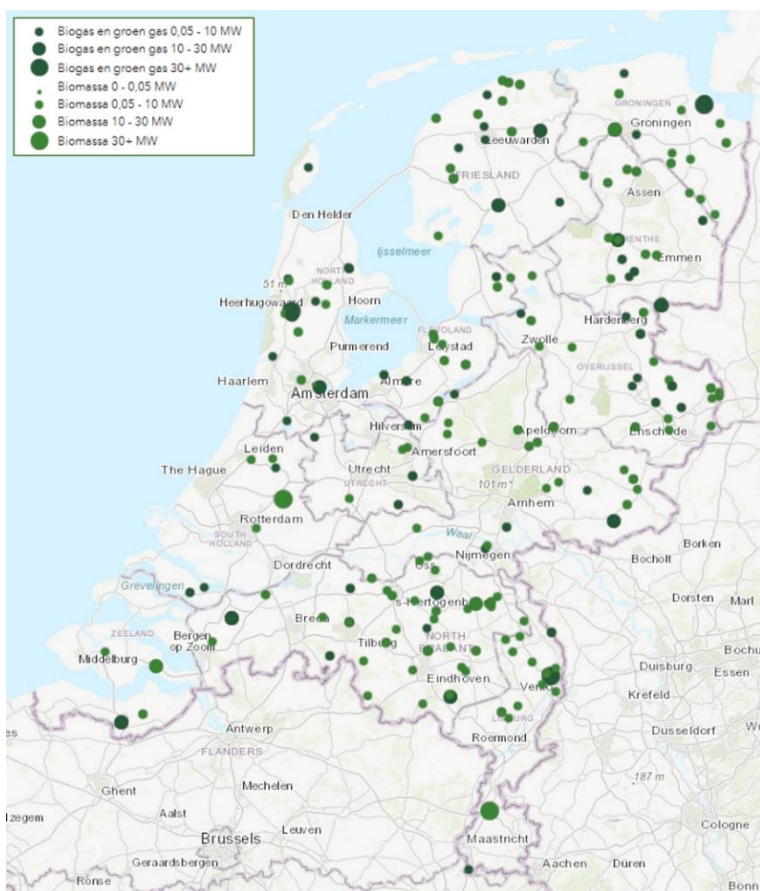 Biogas en groen gas 0,05 - 10 MW
Biogas en groen gas 10 - 30 MW
Biogas en groen gas 30+ MW
Biomassa 0 - 0,05 MW
Biomassa 0,05 - 10 MW
Biomassa 10 - 30 MW
Biomassa 30+ MW
GRONINGEN
Groningen
Leeuwarden
FRIESLAND
Assen
Den Helder
Ijsselmeer
Emmen
51 m
NORTH
HOLLAND
Heerhugowaard
Hoorn
Markermeer
Hardenberg
Purmerend
Lelystad
Zwolle
OVERIJSSEL
Haarlem
Almere
Amsterdam
Hilversum
Apeldoorn
Enschede
Leiden
Amersfoort
The Hague
Utrecht
UTRECHT
GELDERLAND
101 m
Arnhem
Rotterdam
SOUTH
HOLLAND
Waal
Nijmegen
Borken
Bocholt
Dordrecht
Oss
Grevelingen
Dorsten
Marl
's-Hertogenb
ZEELAND
Bergen
op Zoom
Breda
Tilburg
NORTH
BRABANT
Middelburg
Duisburg
Essen
Eindhoven
Venlo
Krefeld
Antwerp
Roermond
Dusseldorf
FLANDERS
Ghent
Mechelen
187 m
Aalst
Leuven
Maastricht
Cologne
Brussels
Geraardsbergen
Aachen
Düren
Ronse
Bonn